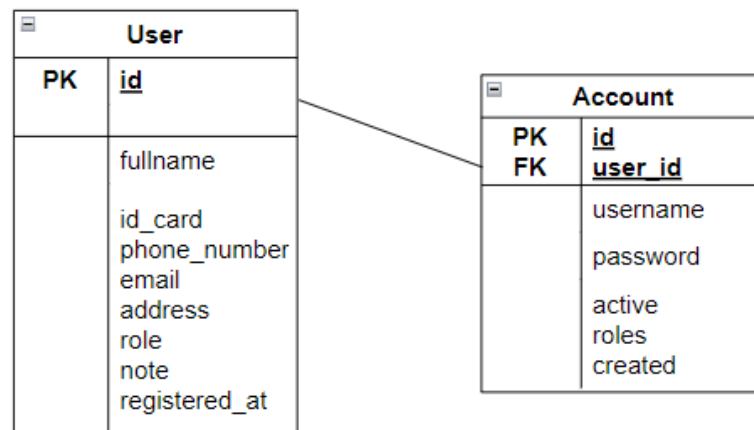 User
PK id
fullname
id_card
phone_number
email
address
role
note
registered_at
Account
PK id
FK user_id
username
password
active
roles
created